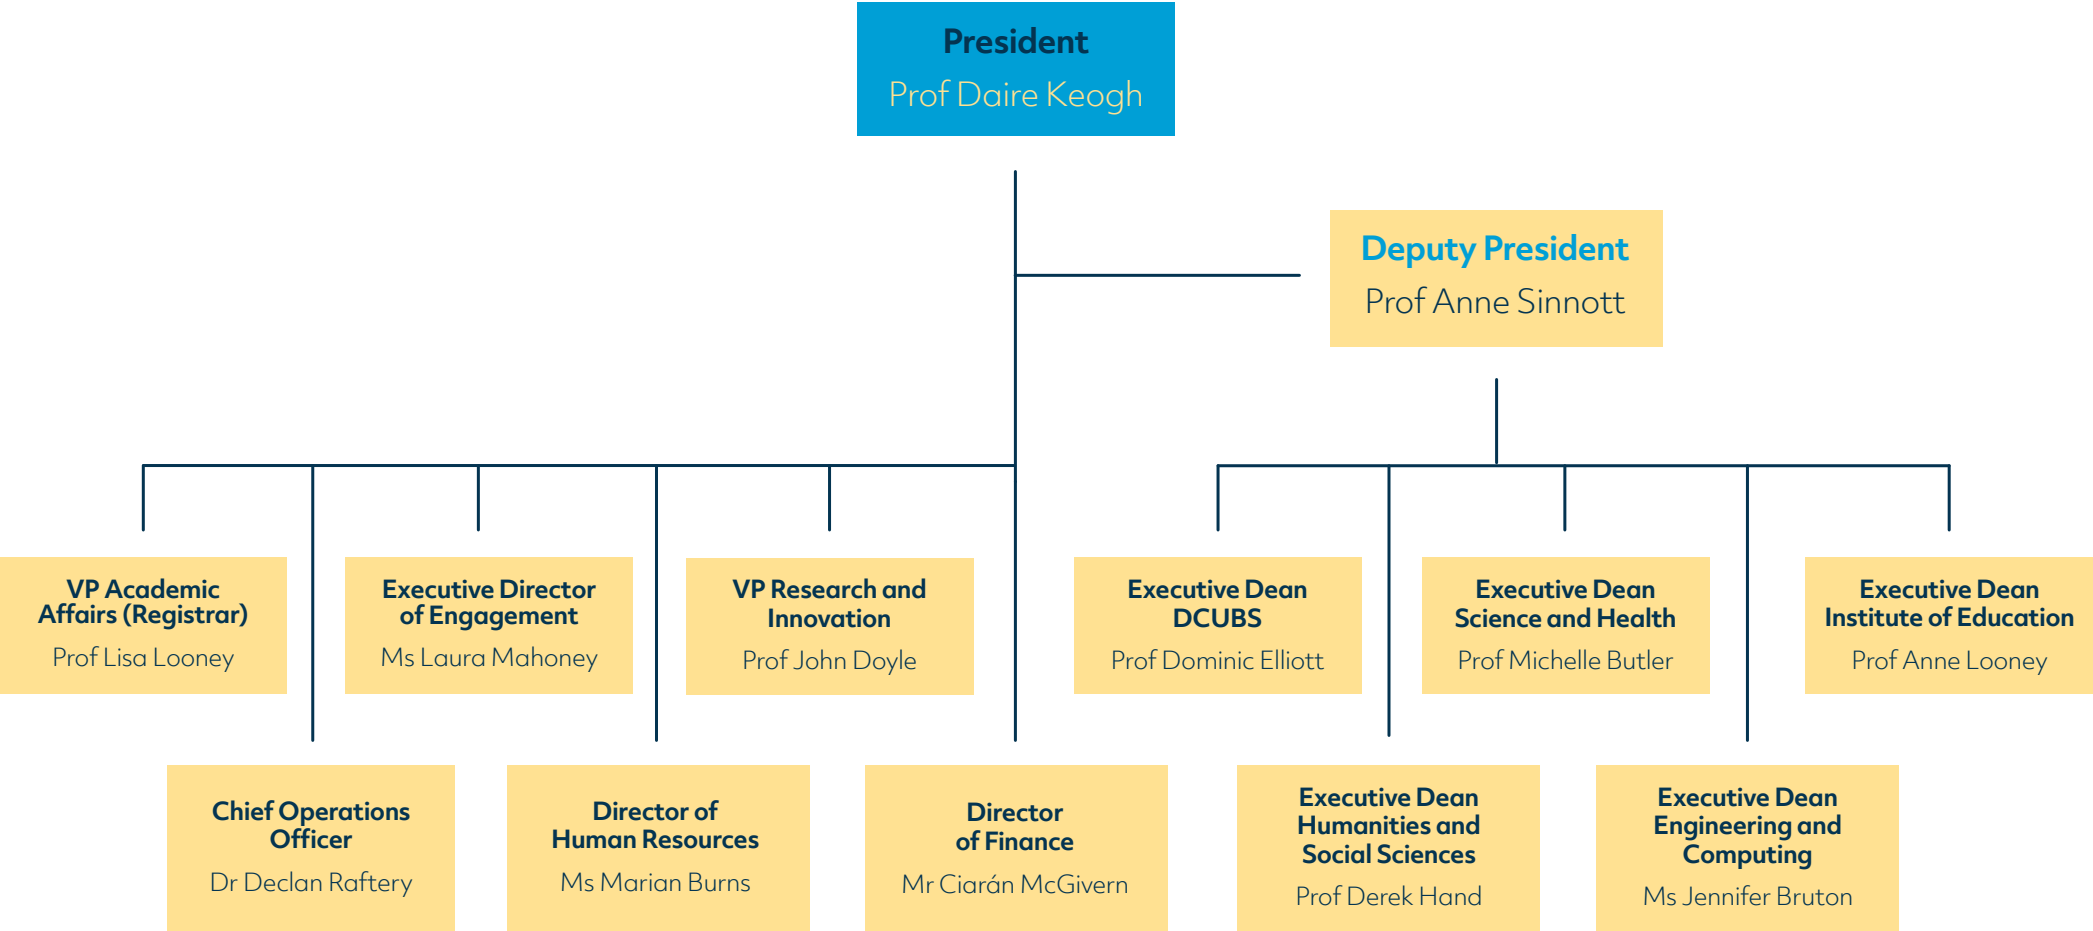 President
Prof Daire Keogh
Deputy President
Prof Anne Sinnott
VP Academic
Affairs (Registrar)
Prof Lisa Looney
Executive Director
of Engagement
Ms Laura Mahoney
VP Research and
Innovation
Prof John Doyle
Executive Dean
DCUBS
Prof Dominic Elliott
Executive Dean
Science and Health
Prof Michelle Butler
Executive Dean
Institute of Education
Prof Anne Looney
Chief Operations
Officer
Dr Declan Raftery
Director of
Human Resources
Ms Marian Burns
Director
of Finance
Mr Ciarán McGivern
Executive Dean
Humanities and
Social Sciences
Prof Derek Hand
Executive Dean
Engineering and
Computing
Ms Jennifer Bruton